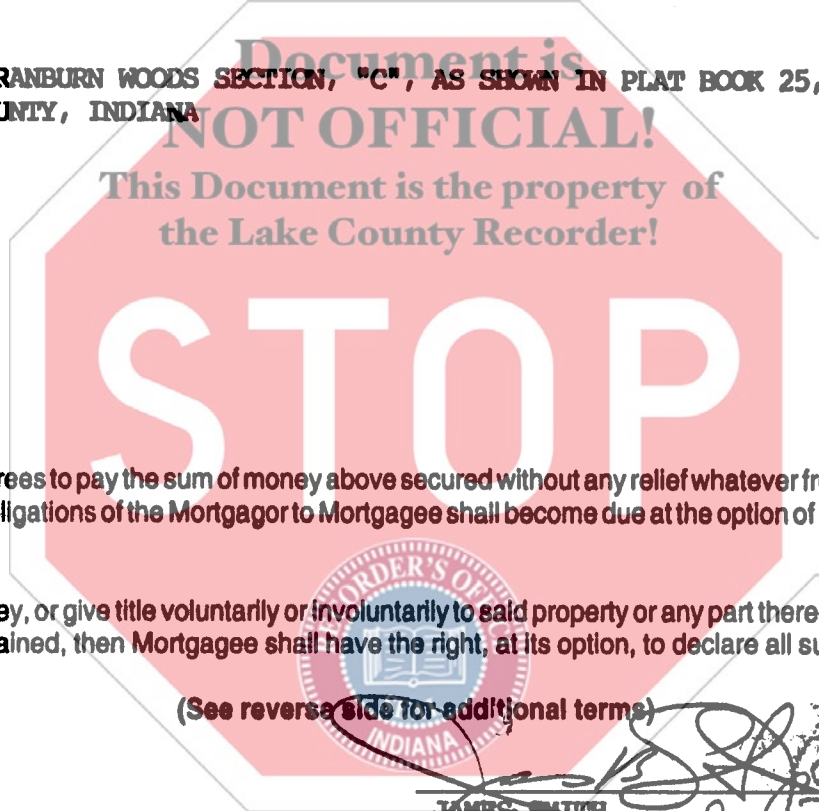 Document is
RANBURN WOODS SECTION, "C", AS SHOWN IN PLAT BOOK 25,
UNTY, INDIANA
NOT OFFICIAL!
This Document is the property of
the Lake County Recorder!
STOP
rees to pay the sum of money above secured without any relief whatever fr
ligations of the Mortgagor to Mortgagee shall become due at the option of
ey, or give title voluntarily or involuntarily to said property or any part there
ained, then Mortgagee shall have the right, at its option, to declare all su
(See reverse side for additional terms)
INDIANA
JAMES SMITH